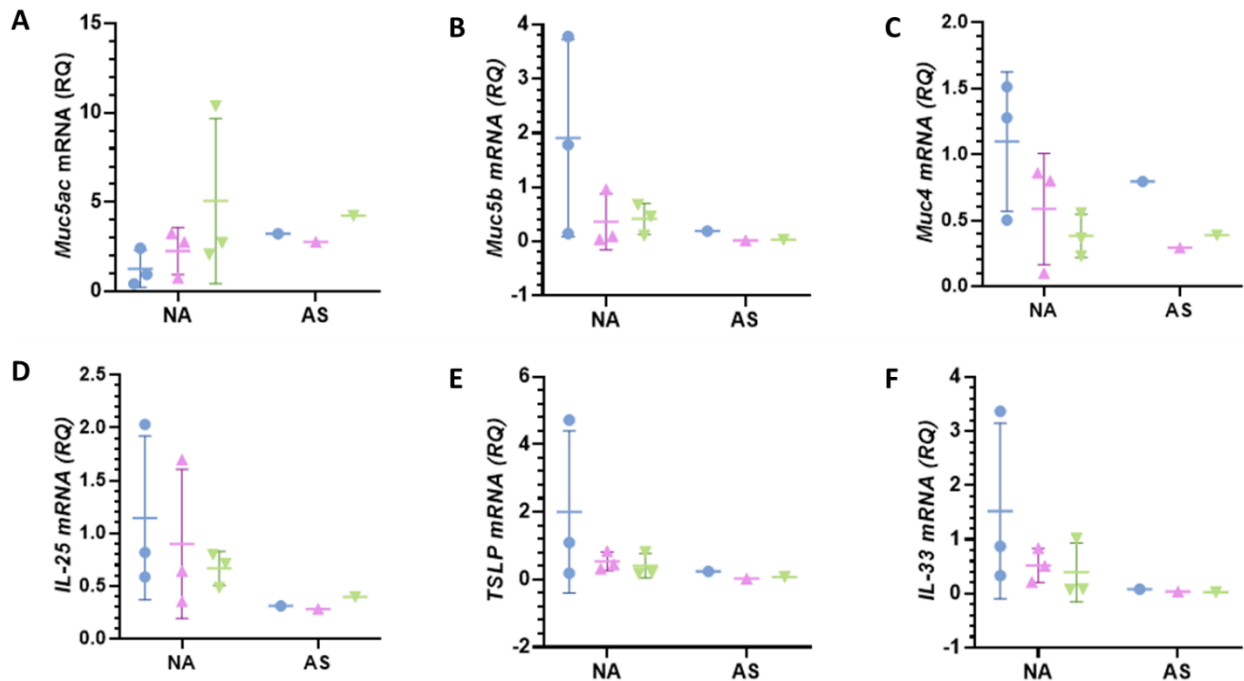 A
Muc5ac mRNA (RQ)
15
10
5
0
NA
AS
B
Muc5b mRNA (RQ)
4
3
2
1
0
-1
NA
AS
C
Muc4 mRNA (RQ)
2.0
1.5
1.0
0.5
0.0
NA
AS
D
IL-25 mRNA (RQ)
2.5
2.0
1.5
1.0
0.5
0.0
NA
AS
E
TSLP mRNA (RQ)
6
4
2
0
-2
NA
AS
F
IL-33 mRNA (RQ)
4
3
2
1
0
-1
NA
AS